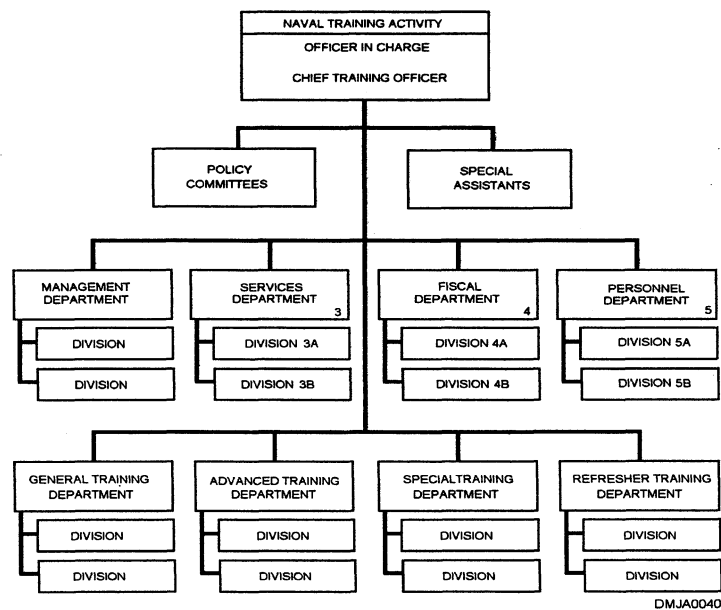 NAVAL TRAINING ACTIVITY
OFFICER IN CHARGE
CHIEF TRAINING OFFICER
POLICY
COMMITTEES
SPECIAL
ASSISTANTS
MANAGEMENT
DEPARTMENT
SERVICES
DEPARTMENT
3
FISCAL
DEPARTMENT
4
PERSONNEL
DEPARTMENT
5
DIVISION
DIVISION 3A
DIVISION 4A
DIVISION 5A
DIVISION
DIVISION 3B
DIVISION 4B
DIVISION 5B
GENERAL TRAINING
DEPARTMENT
ADVANCED TRAINING
DEPARTMENT
SPECIALTRAINING
DEPARTMENT
REFRESHER TRAINING
DEPARTMENT
DIVISION
DIVISION
DIVISION
DIVISION
DIVISION
DIVISION
DIVISION
DIVISION
DMJA0040